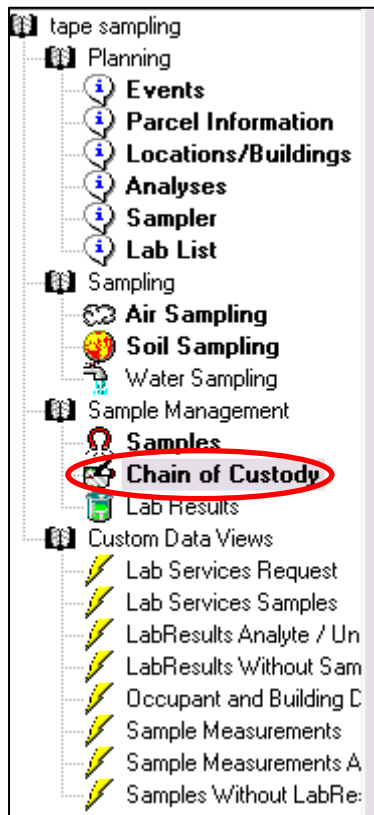 tape sampling
Planning
Events
Parcel Information
Locations/Buildings
Analyses
Sampler
Lab List
Sampling
Air Sampling
Soil Sampling
Water Sampling
Sample Management
Samples
Chain of Custody
Lab Results
Custom Data Views
Lab Services Request
Lab Services Samples
LabResults Analyte / Un
LabResults Without Sam
Occupant and Building D
Sample Measurements
Sample Measurements A
Samples Without LabRe